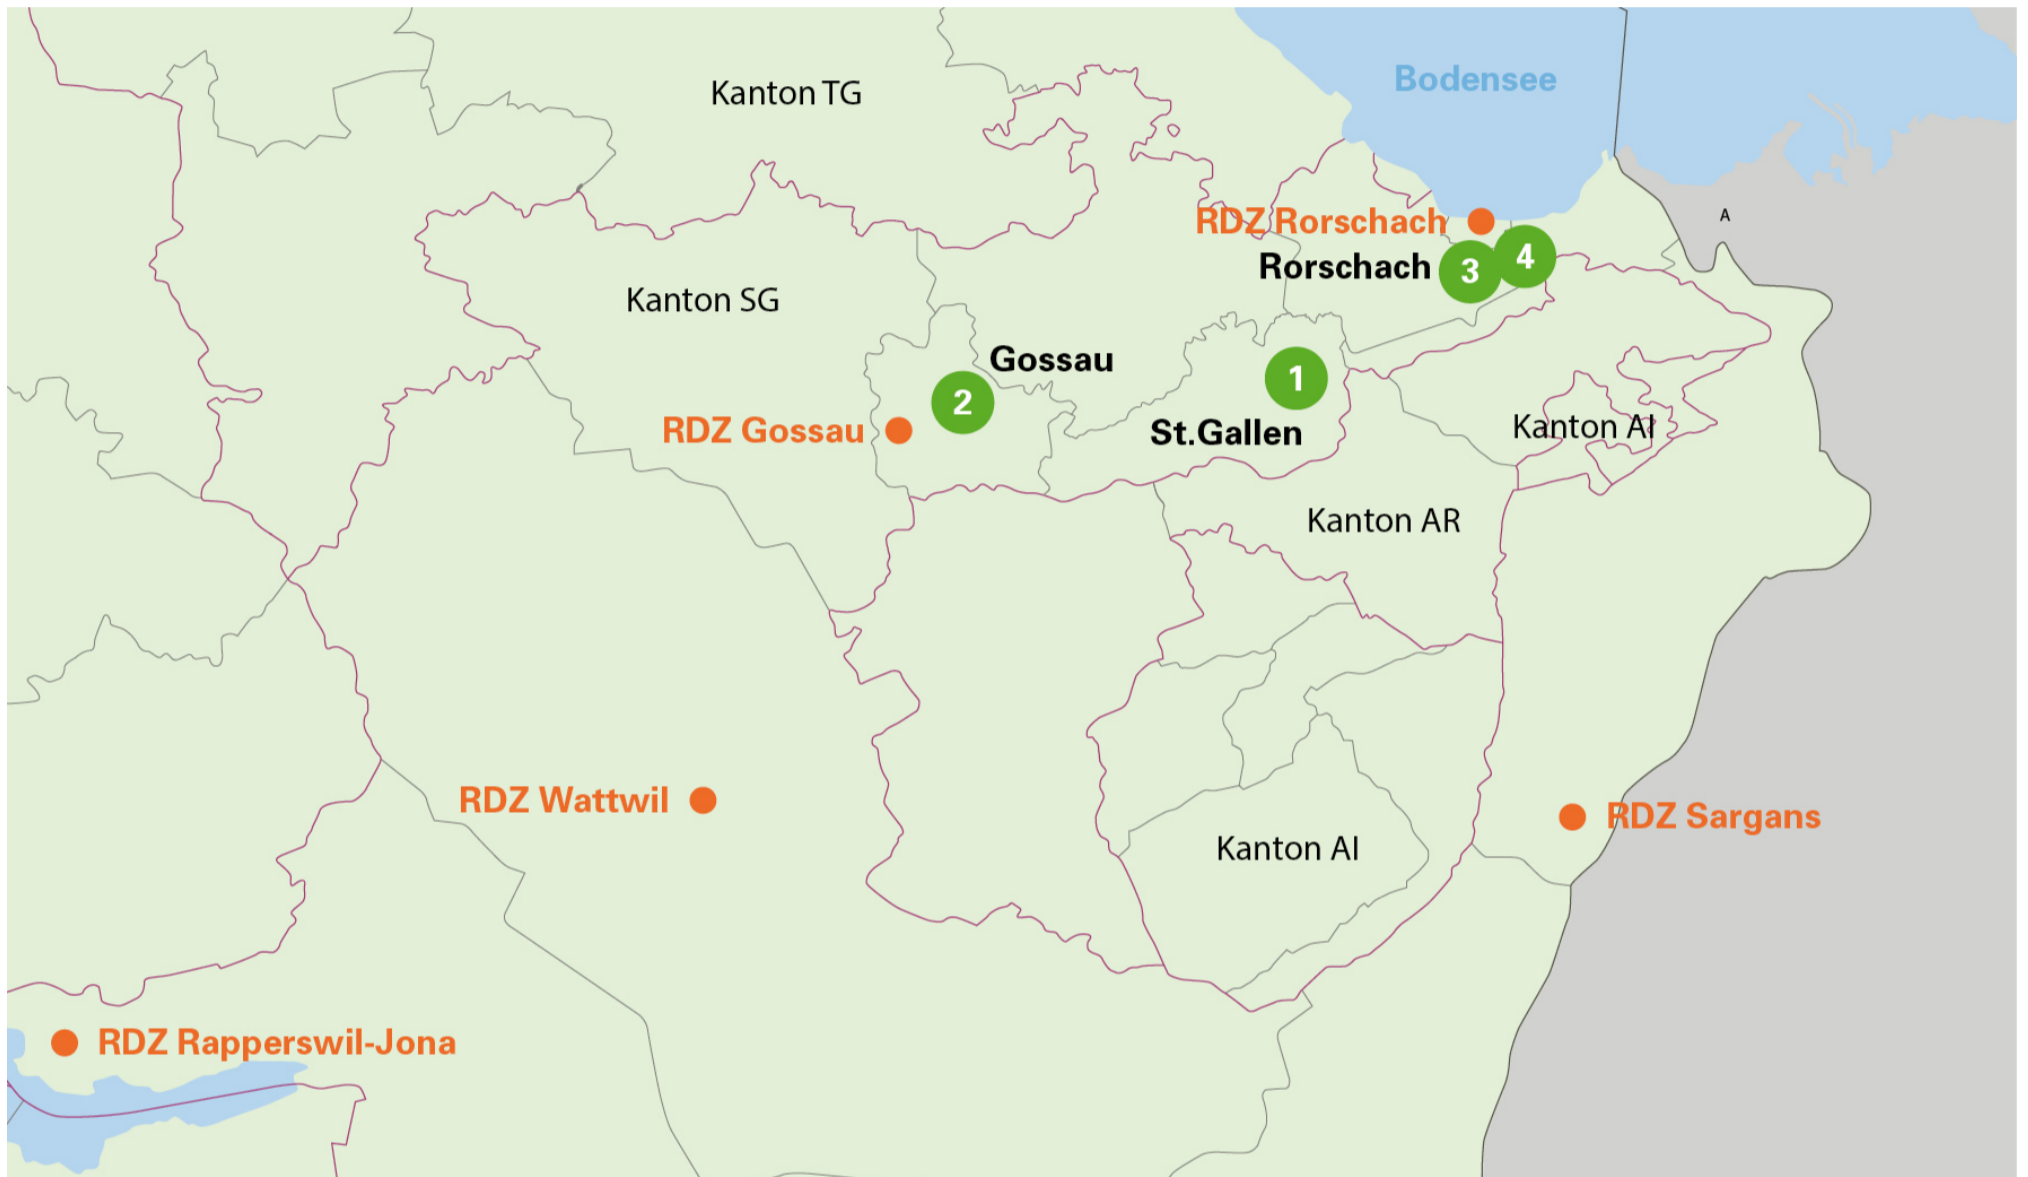 Bodensee
Kanton TG
A
RDZ Rorschach
4
Rorschach
3
Kanton SG
Gossau
1
2
Kanton AI
RDZ Gossau
St.Gallen
Kanton AR
RDZ Wattwil
RDZ Sargans
Kanton AI
RDZ Rapperswil-Jona